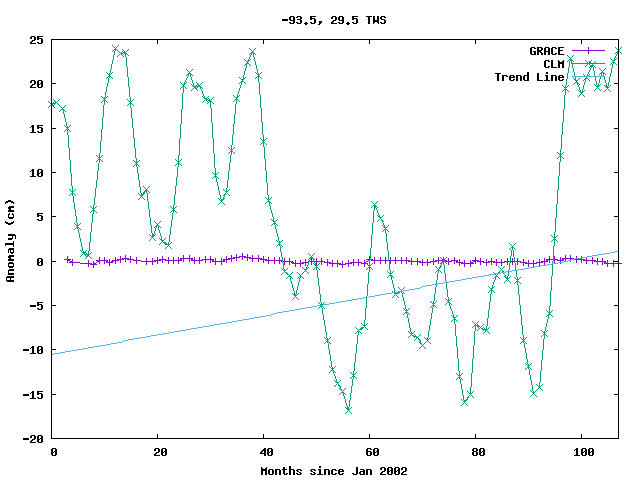 -93.5, 29.5 TWS
GRACE
CLM
Trend Line
25
20
15
10
5
0
-5
-10
-15
-20
Anomaly (cm)
0 20 40 60 80 100
Months since Jan 2002